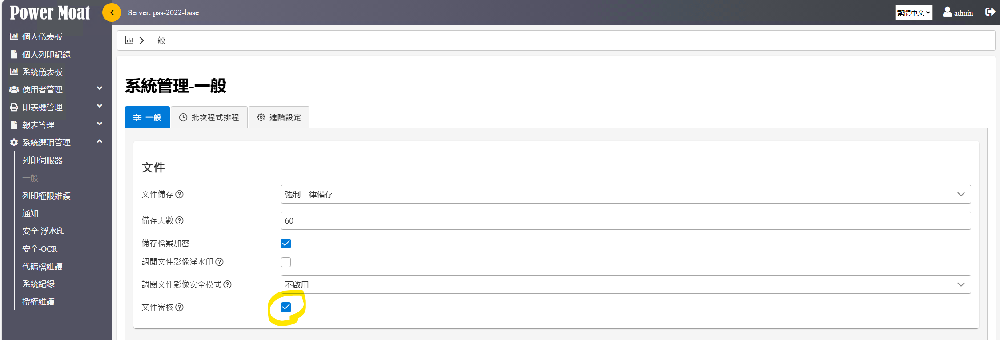 Power Moat
Server: pss-2022-base
繁體中文
admin
個人儀表板
個人列印紀錄
系統儀表板
使用者管理
印表機管理
報表管理
系統選項管理
列印伺服器
一般
列印權限維護
通知
安全-浮水印
安全-OCR
代碼檔維護
系統紀錄
授權維護
一般
系統管理-一般
一般
批次程式排程
進階設定
文件
文件備存
強制一律備存
備存天數
60
備存檔案加密
調閱文件影像浮水印
調閱文件影像安全模式
不啟用
文件審核